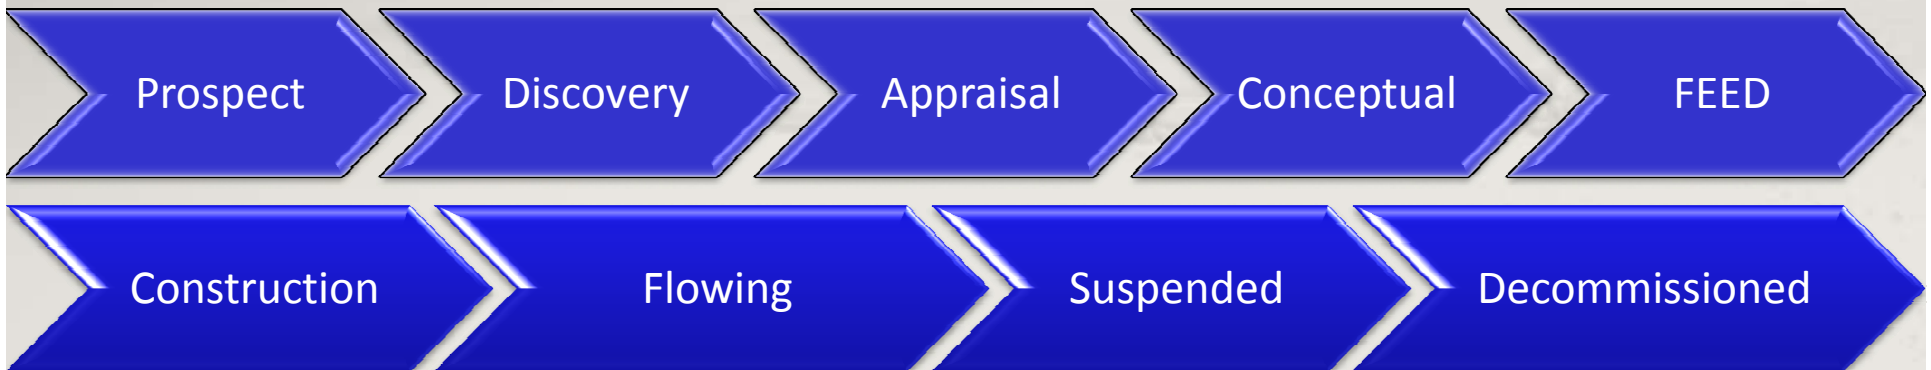 Prospect Discovery Appraisal Conceptual FEED
Construction Flowing Suspended Decommissioned